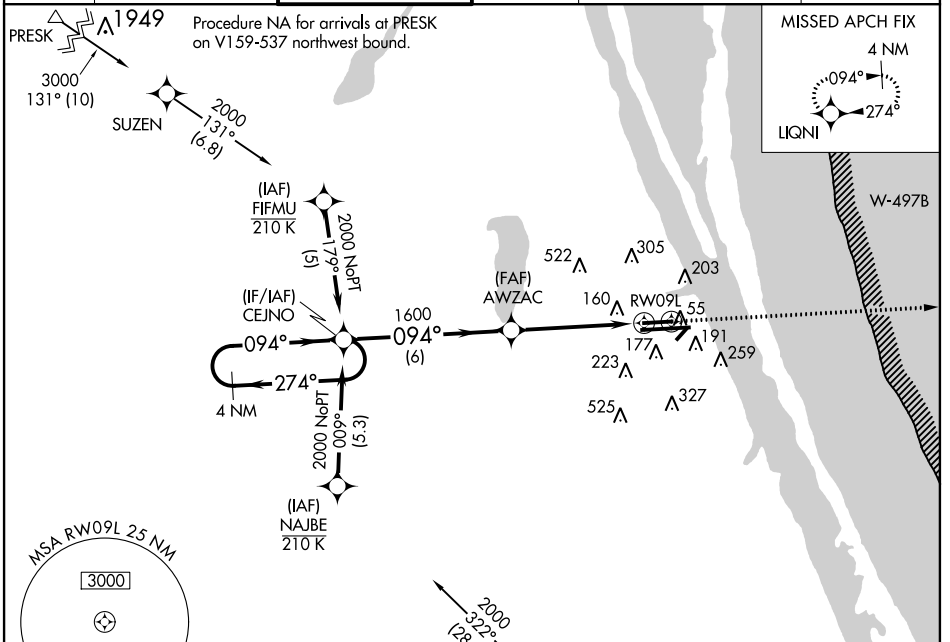 1949
PRESK
Procedure NA for arrivals at PRESK
on V159-537 northwest bound.
MISSED APCH FIX
4 NM
094°
274°
LIQNI
3000
131° (10)
SUZEN
2000
131°
(6.8)
(IAF)
FIFMU
210 K
2000 NoPT
179°
(5)
W-497B
522
305
203
(FAF)
AWZAC
160
RW09L
55
(IF/IAF)
CEJNO
1600
094°
(6)
094°
274°
4 NM
177
191
223
259
525
327
2000 NoPT
009°
(5.3)
(IAF)
NAJBE
210 K
MSA RW09L 25 NM
3000
2000
322°
(28